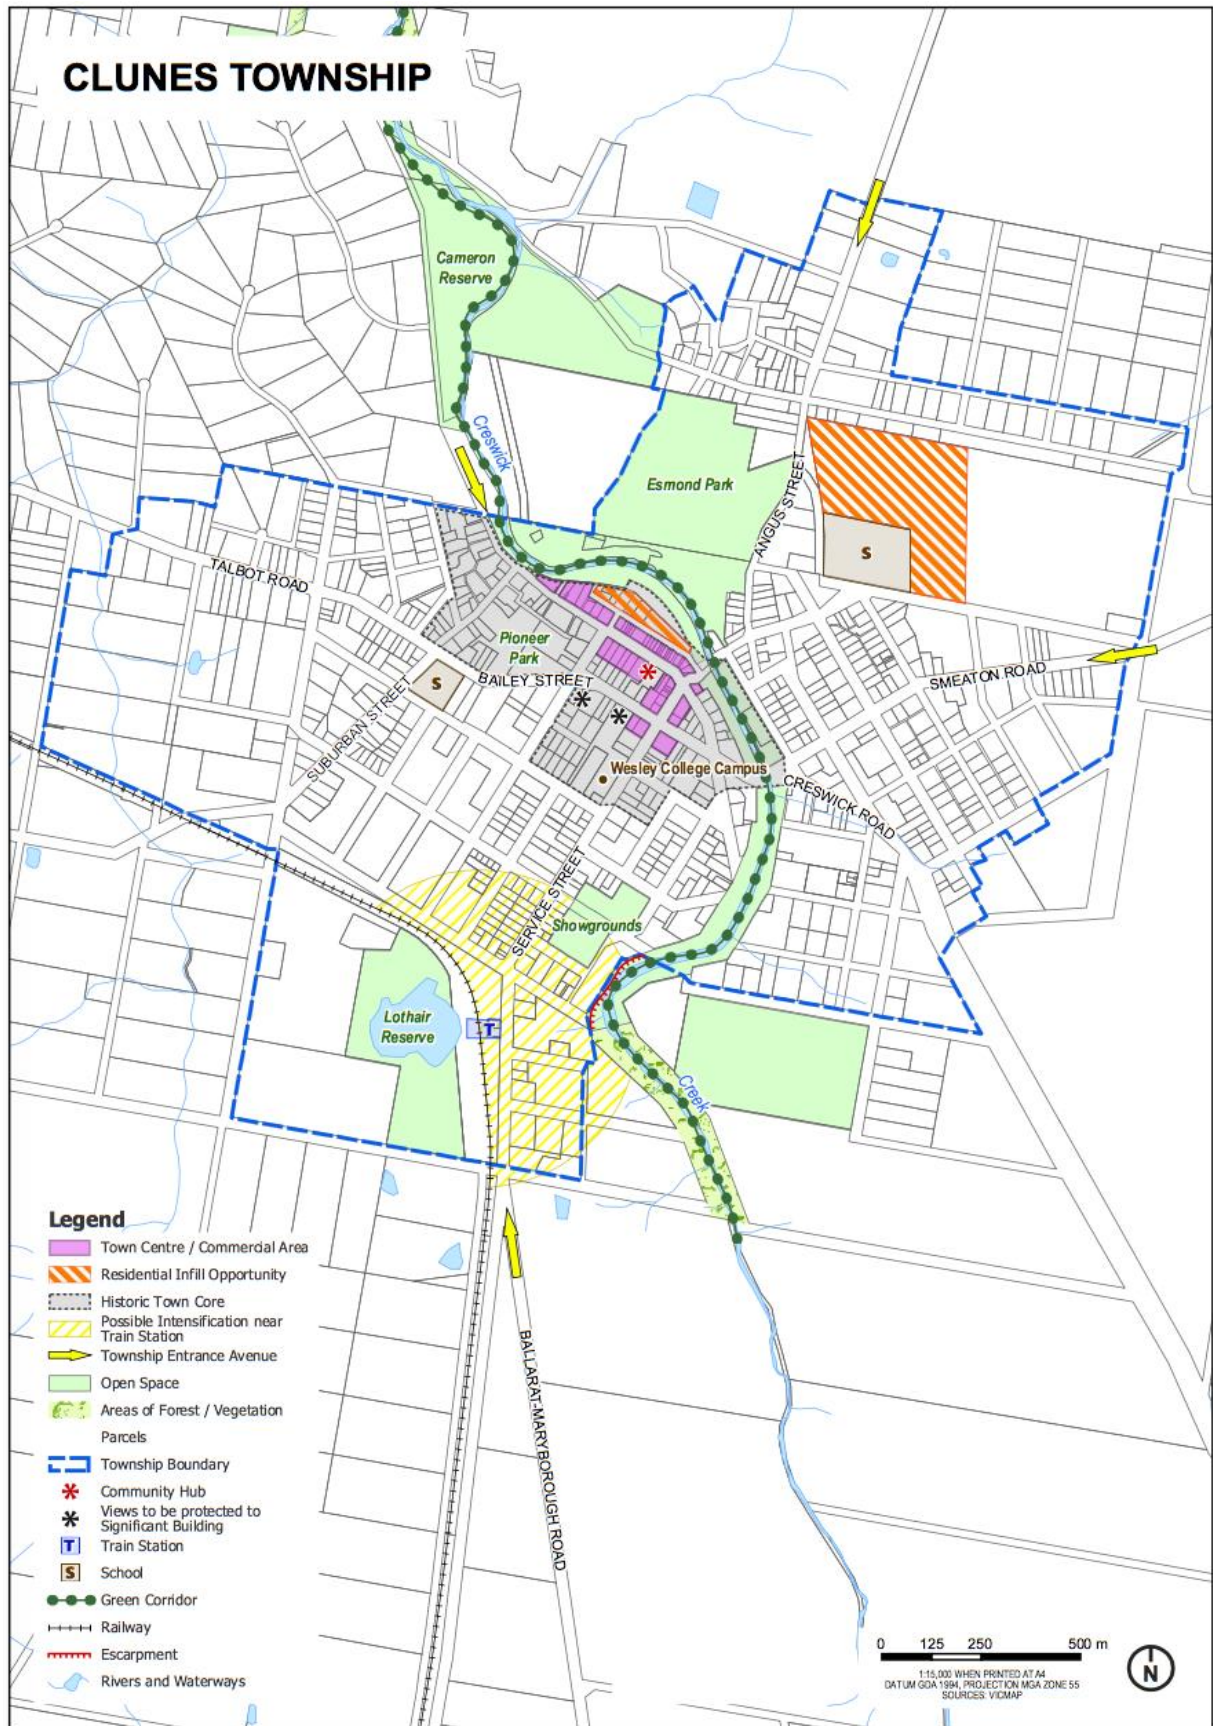 CLUNES TOWNSHIP
Cameron
Reserve
Creswick
Esmond Park
ANGUS STREET
S
TALBOT ROAD
Pioneer
Park
BAILEY STREET
S
SUBURBAN STREET
SMEATON ROAD
Wesley College Campus
CRESWICK ROAD
SERVICE STREET
Showgrounds
Lothair
Reserve
T
Creek
BALLARAT-MARYBOROUGH ROAD
Legend
Town Centre / Commercial Area
Residential Infill Opportunity
Historic Town Core
Possible Intensification near
Train Station
Township Entrance Avenue
Open Space
Areas of Forest / Vegetation
Parcels
Township Boundary
Community Hub
Views to be protected to
Significant Building
T Train Station
S School
Green Corridor
Railway
Escarpment
Rivers and Waterways
0 125 250 500 m
1:15,000 WHEN PRINTED AT A4
DATUM GDA 1994, PROJECTION MGA ZONE 55
SOURCES: VICMAP
N